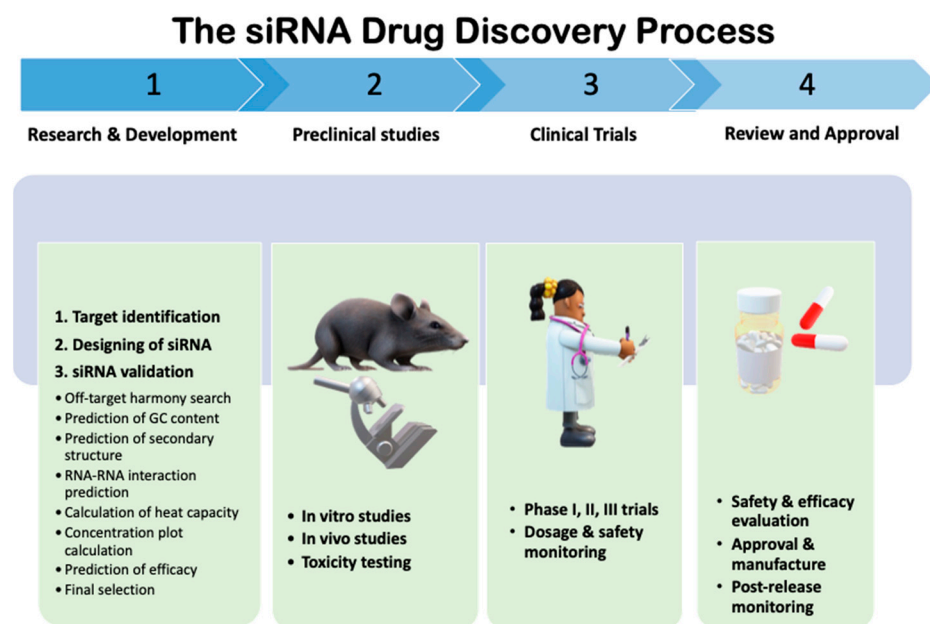 The siRNA Drug Discovery Process
1
2
3
4
Research & Development
Preclinical studies
Clinical Trials
Review and Approval
1. Target identification
2. Designing of siRNA
3. siRNA validation
• Off-target harmony search
• Prediction of GC content
• Prediction of secondary
structure
• RNA-RNA interaction
prediction
• Calculation of heat capacity
• Concentration plot
calculation
• Prediction of efficacy
• Final selection
• In vitro studies
• In vivo studies
• Toxicity testing
• Phase I, II, III trials
• Dosage & safety
monitoring
• Safety & efficacy
evaluation
• Approval &
manufacture
• Post-release
monitoring